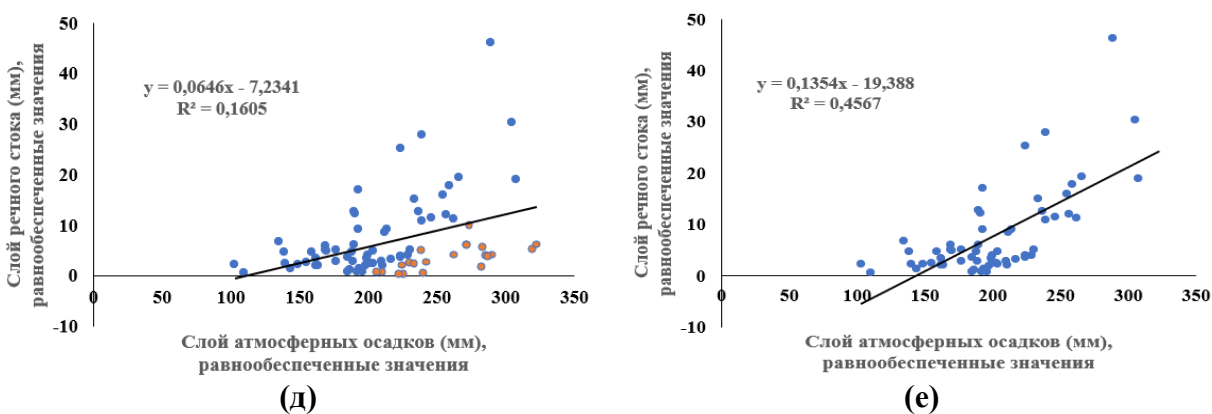 Слой речного стока (мм),
равнообеспеченные значения
50
40
30
20
10
0
-10
y = 0,0646x - 7,2341
R² = 0,1605
0 50 100 150 200 250 300 350
Слой атмосферных осадков (мм),
равнообеспеченные значения
(д)
Слой речного стока (мм),
равнообеспеченные значения
50
40
30
20
10
0
-10
y = 0,1354x - 19,388
R² = 0,4567
0 50 100 150 200 250 300 350
Слой атмосферных осадков (мм),
равнообеспеченные значения
(е)